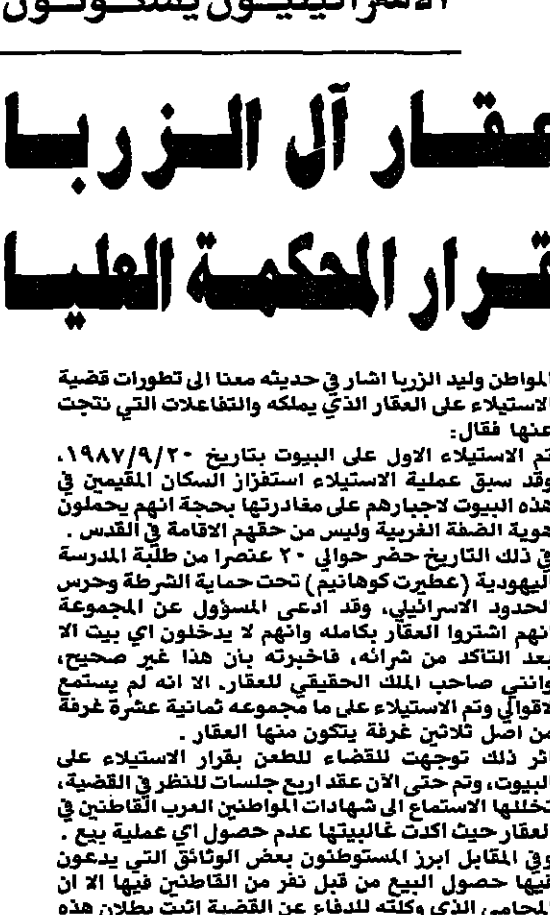 الاسرائيليون يسكنون
عقار آل الزربا
قرار المحكمة العليا
المواطن وليد الزربا اشار في حديثه معنا الى تطورات قضية
الاستيلاء على العقار الذي يملكه والتفاعلات التي نتجت
عنها فقال:
تم الاستيلاء الاول على البيوت بتاريخ ١٩٨٧/٩/٢٠،
وقد سبق عملية الاستيلاء استفزاز السكان المقيمين في
هذه البيوت لاجبارهم على مغادرتها بحجة انهم يحملون
هوية الضفة الغربية وليس من حقهم الاقامة في القدس .
في ذلك التاريخ حضر حوالي ٢٠ عنصرا من طلبة المدرسة
اليهودية (عطيرت كوهانيم) تحت حماية الشرطة وحرس
الحدود الاسرائيلي، وقد ادعى المسؤول عن المجموعة
انهم اشتروا العقار بكامله وانهم لا يدخلون اي بيت الا
بعد التاكد من شرائه، فاخبرته بان هذا غير صحيح،
وانني صاحب الملك الحقيقي للعقار. الا انه لم يستمع
لاقوالي وتم الاستيلاء على ما مجموعه ثمانية عشرة غرفة
من اصل ثلاثين غرفة يتكون منها العقار .
اثر ذلك توجهت للقضاء للطعن بقرار الاستيلاء على
البيوت، وتم حتى الآن عقد اربع جلسات للنظر في القضية،
تخللها الاستماع الى شهادات المواطنين العرب القاطنين في
العقار حيث اكدت غالبيتها عدم حصول اي عملية بيع .
وفي المقابل ابرز المستوطنون بعض الوثائق التي يدعون
فيها حصول البيع من قبل نفر من القاطنين فيها الا ان
المحامي الذي وكلته للدفاع عن القضية اثبت بطلان هذه